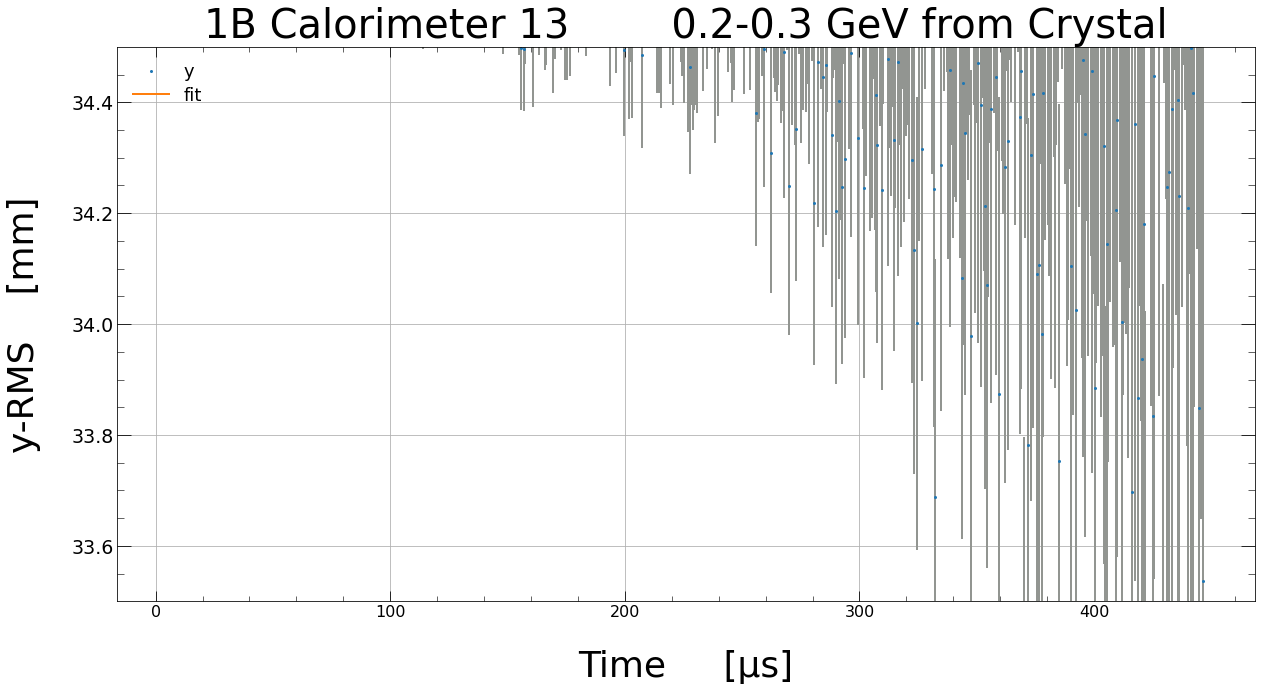 1B Calorimeter 13 0.2-0.3 GeV from Crystal
y
fit
34.4
34.2
34.0
33.8
33.6
y-RMS [mm]
0 100 200 300 400
Time [μs]